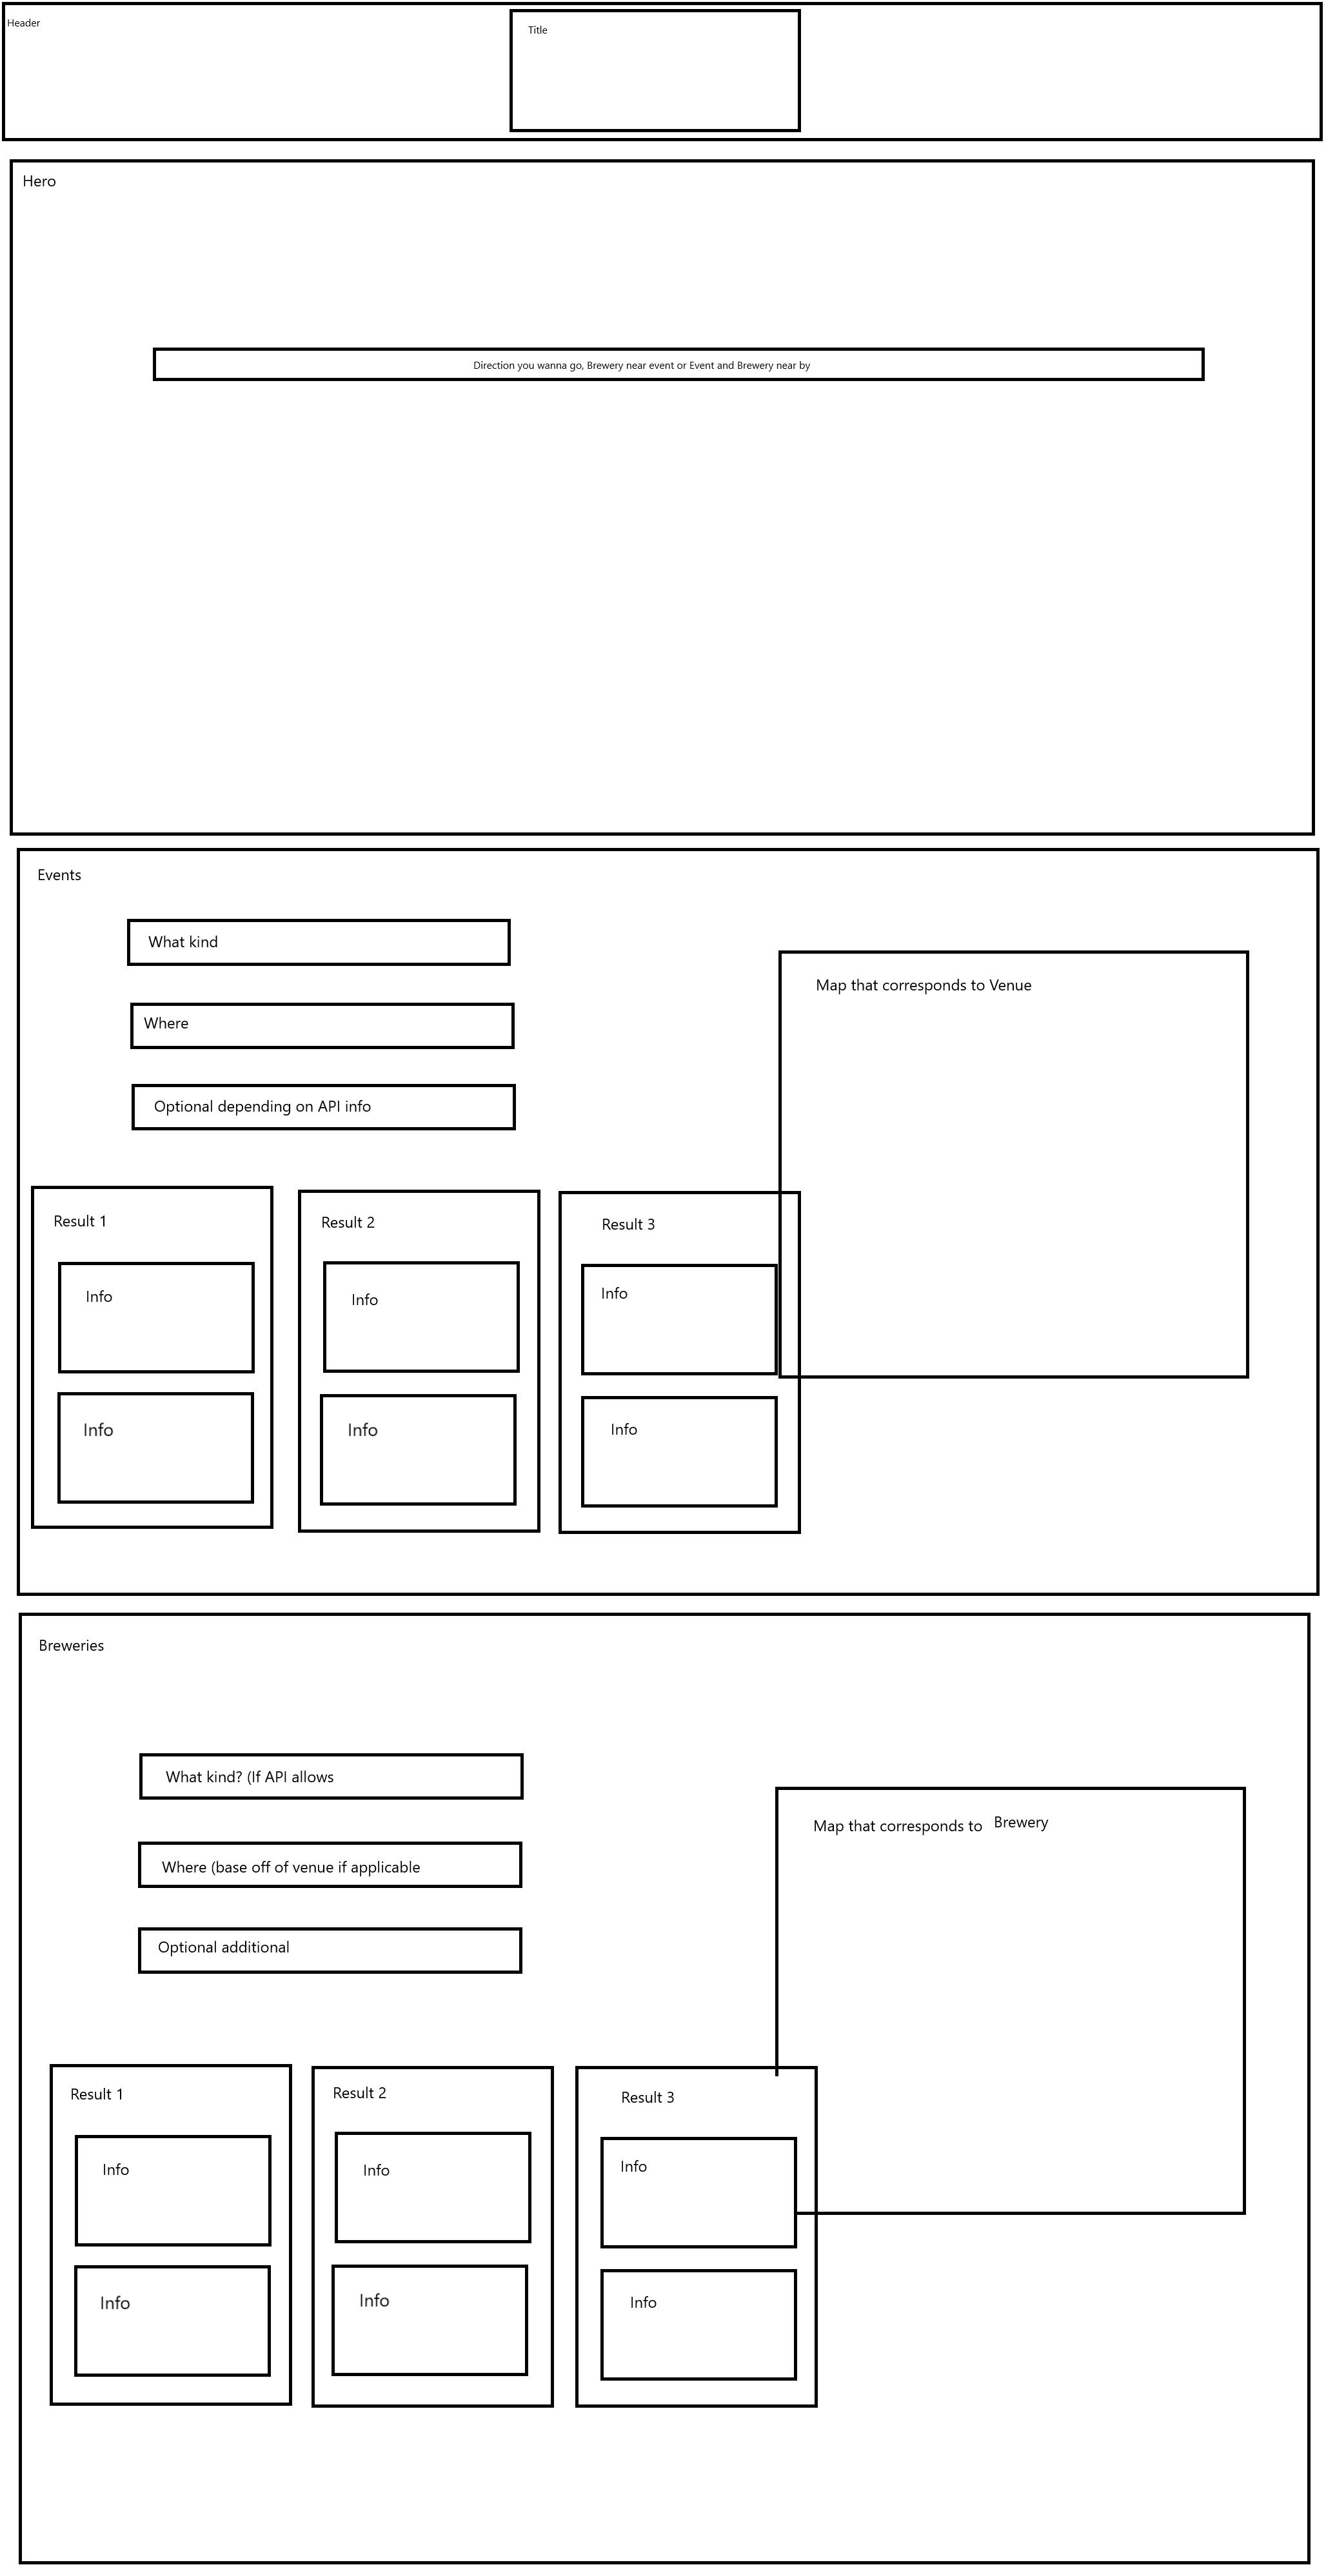 Header
Title
Hero
Direction you wanna go, Brewery near event or Event and Brewery near by
Events
What kind
Where
Optional depending on API info
Map that corresponds to Venue
Result 1
Info
Info
Result 2
Info
Info
Result 3
Info
Info
Breweries
What kind? (If API allows
Where (base off of venue if applicable
Optional additional
Map that corresponds to Brewery
Result 1
Info
Info
Result 2
Info
Info
Result 3
Info
Info